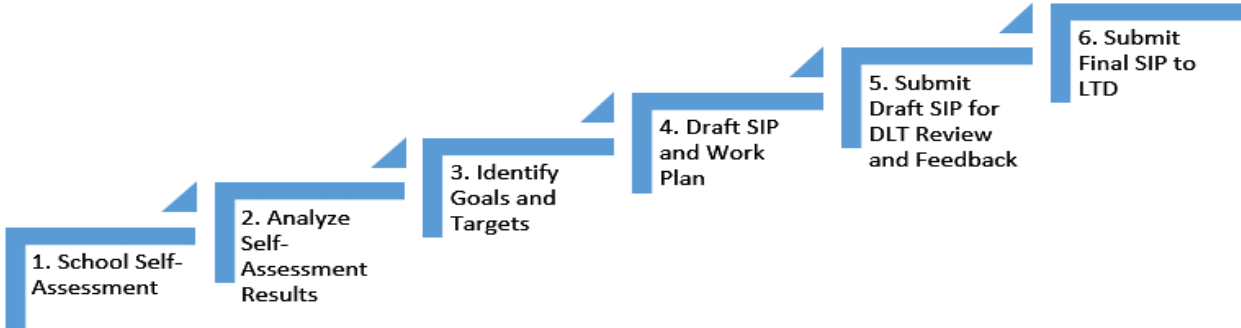 1. School Self-
Assessment
2. Analyze
Self-
Assessment
Results
3. Identify
Goals and
Targets
4. Draft SIP
and Work
Plan
5. Submit
Draft SIP for
DLT Review
and Feedback
6. Submit
Final SIP to
LTD